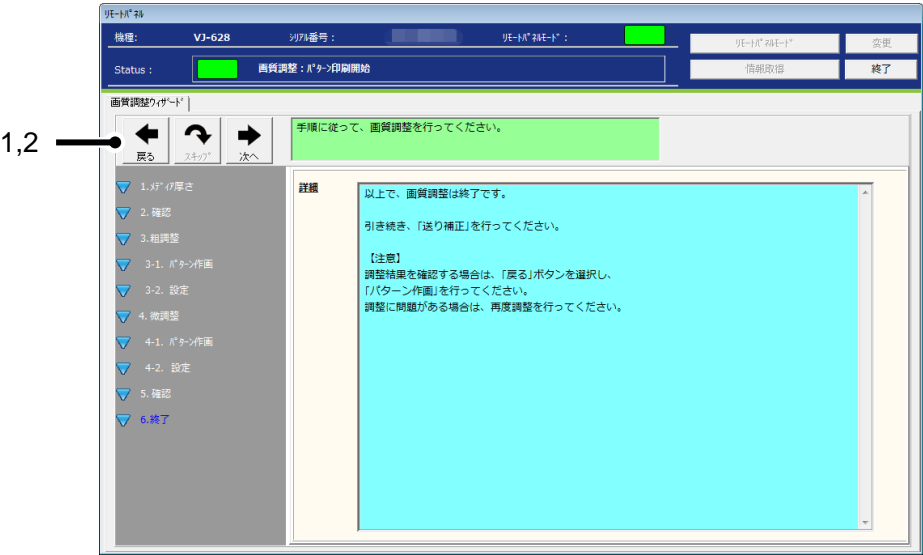 ﾘﾓｰﾄﾊﾟﾈﾙ
機種:
VJ-628
ｼﾘｱﾙ番号：
ﾘﾓｰﾄﾊﾟﾈﾙﾓｰﾄﾞ：
ﾘﾓｰﾄﾊﾟﾈﾙﾓｰﾄﾞ
変更
Status：
画質調整：ﾊﾟﾀｰﾝ印刷開始
情報取得
終了
画質調整ｳｨｻﾞｰﾄﾞ
1,2
戻る
ｽｷｯﾌﾟ
次へ
手順に従って、画質調整を行ってください。
1.ﾒﾃﾞｨｱ厚さ
2.確認
3.粗調整
3-1. ﾊﾟﾀｰﾝ作画
3-2. 設定
4.微調整
4-1. ﾊﾟﾀｰﾝ作画
4-2. 設定
5.確認
6.終了
詳細
以上で、画質調整は終了です。
引き続き、「送り補正」を行ってください。
【注意】
調整結果を確認する場合は、「戻る」ボタンを選択し、
「パターン作画」を行ってください。
調整に問題がある場合は、再度調整を行ってください。